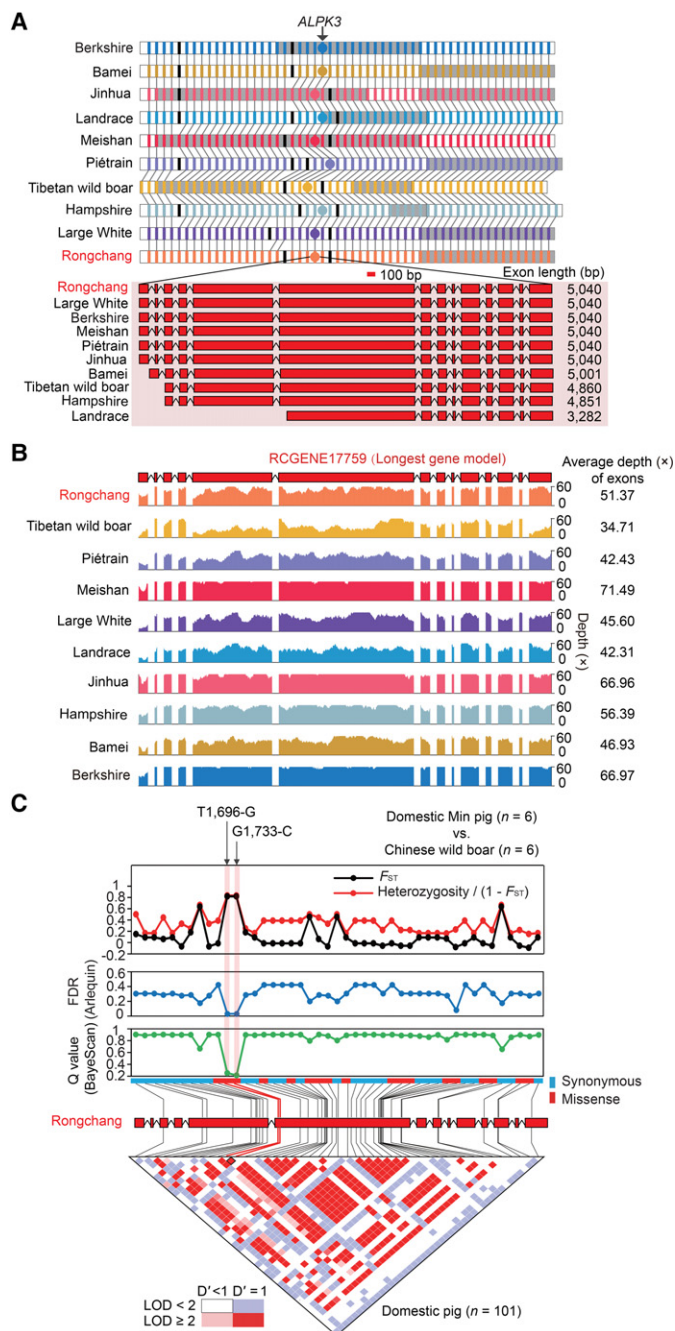 A
ALPK3
Berkshire
Bamei
Jinhua
Landrace
Meishan
Piétrain
Tibetan wild boar
Hampshire
Large White
Rongchang
100 bp Exon length (bp)
Rongchang 5,040
Large White 5,040
Berkshire 5,040
Meishan 5,040
Piétrain 5,040
Jinhua 5,040
Bamei 5,001
Tibetan wild boar 4,860
Hampshire 4,851
Landrace 3,282
B
RCGENE17759 (Longest gene model)
Average depth (×)
of exons
Rongchang 60 0 51.37
Tibetan wild boar 60 0 34.71
Piétrain 60 0 42.43
Meishan 60 0 71.49
Large White 60 0 45.60
Depth (×)
Landrace 60 0 42.31
Jinhua 60 0 66.96
Hampshire 60 0 56.39
Bamei 60 0 46.93
Berkshire 60 0 66.97
C
T1,696-G
G1,733-C
Domestic Min pig (n = 6)
vs.
Chinese wild boar (n = 6)
FST
Heterozygosity / (1 - FST)
1
0.8
0.6
0.4
0.2
0
-0.2
FDR
(Arlequin)
0.6
0.4
0.2
0
Q value
(BayeScan)
1
0.8
0.6
0.4
0.2
Synonymous
Missense
Rongchang
D′<1 D′ = 1
LOD < 2
LOD ≥ 2
Domestic pig (n = 101)